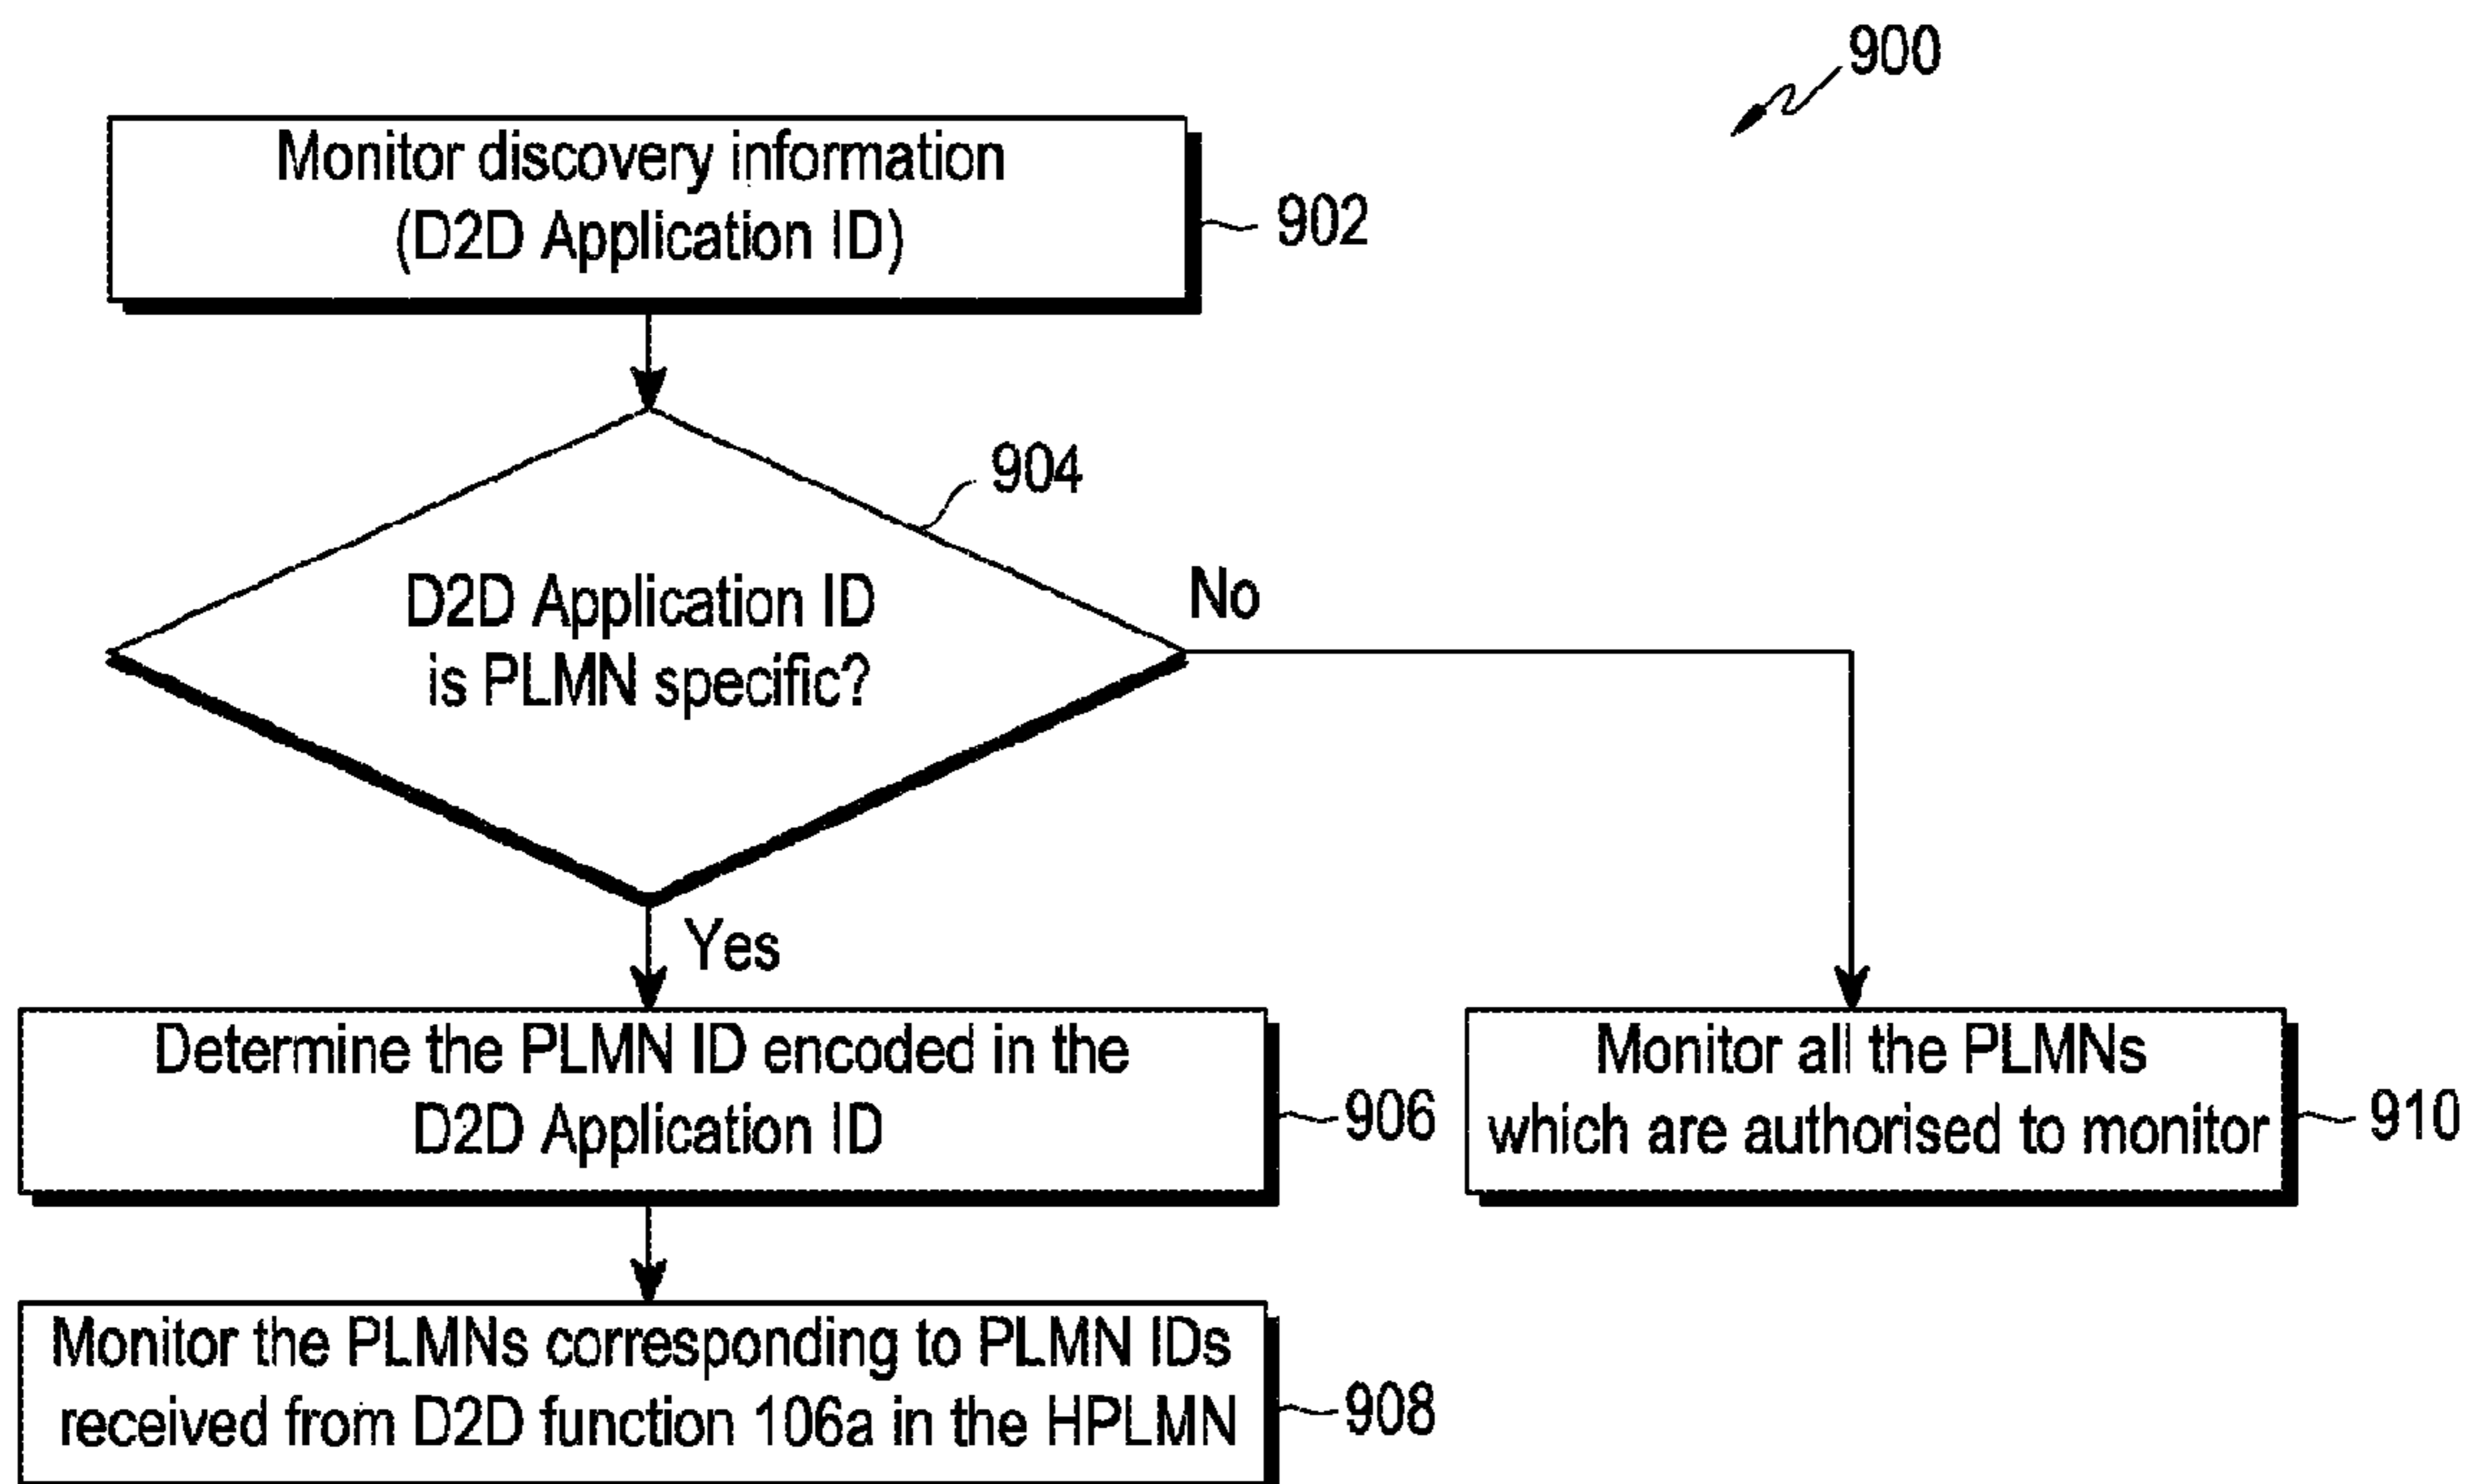 900
Monitor discovery information
(D2D Application ID)
902
904
D2D Application ID
is PLMN specific?
No
Yes
Determine the PLMN ID encoded in the
D2D Application ID
906
Monitor all the PLMNs
which are authorised to monitor
910
Monitor the PLMNs corresponding to PLMN IDs
received from D2D function 106a in the HPLMN
908